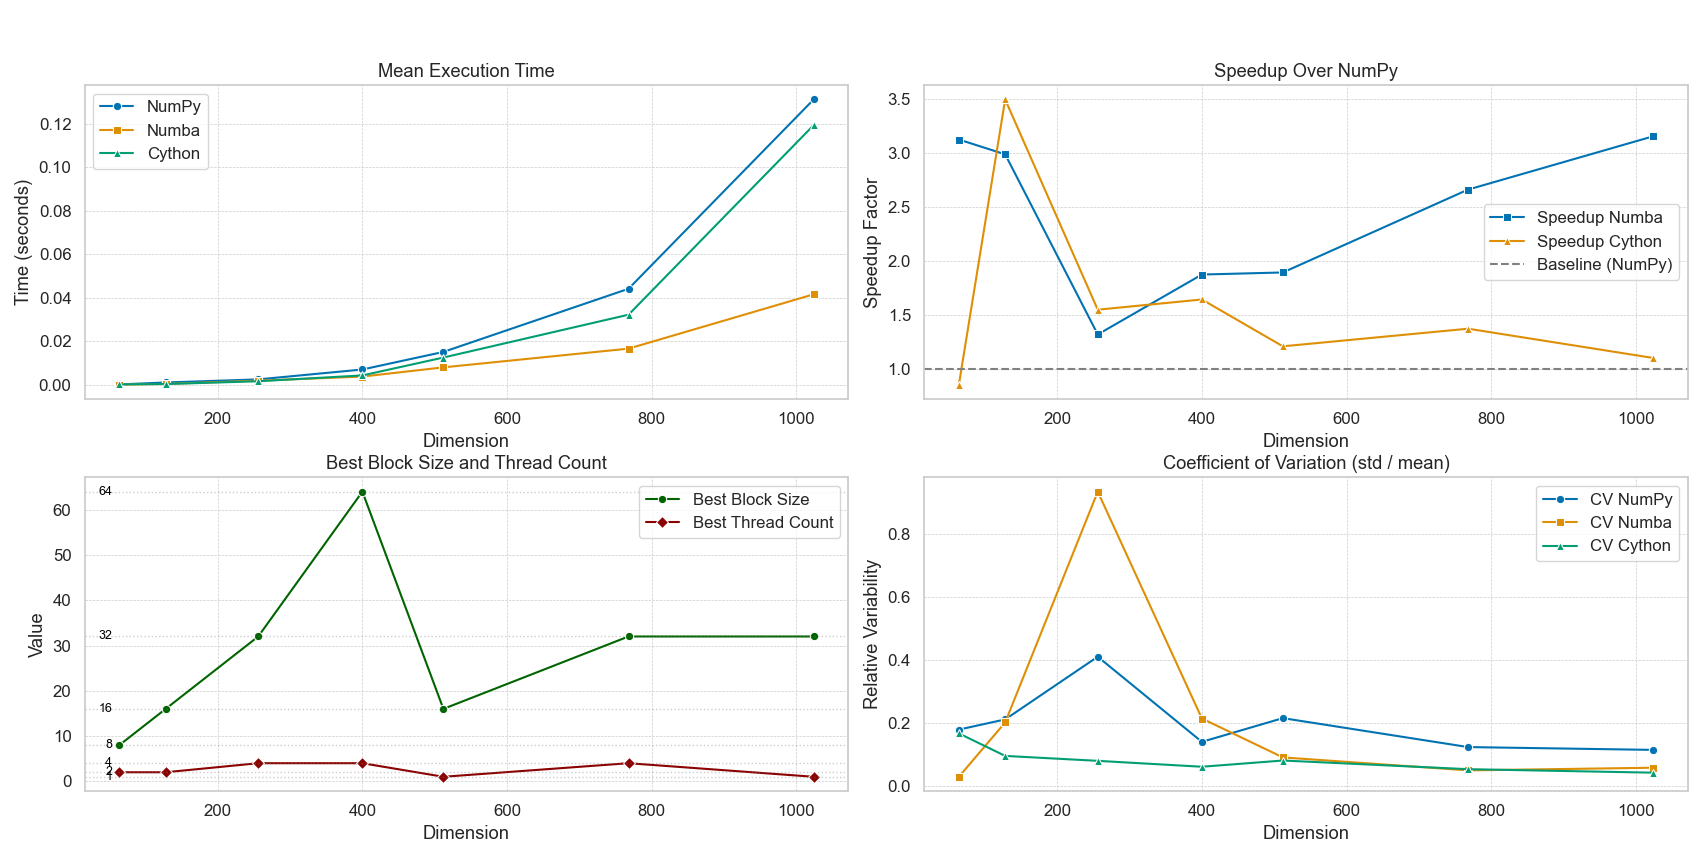 Mean Execution Time
NumPy
Numba
Cython
0.12
0.10
0.08
0.06
0.04
0.02
0.00
Time (seconds)
200 400 600 800 1000
Dimension
Speedup Over NumPy
3.5
3.0
2.5
2.0
1.5
1.0
Speedup Factor
Speedup Numba
Speedup Cython
Baseline (NumPy)
200 400 600 800 1000
Dimension
Best Block Size and Thread Count
Best Block Size
Best Thread Count
64
32
16
8
4
2
1
60
50
40
30
20
10
0
Value
200 400 600 800 1000
Dimension
Coefficient of Variation (std / mean)
CV NumPy
CV Numba
CV Cython
0.8
0.6
0.4
0.2
0.0
Relative Variability
200 400 600 800 1000
Dimension